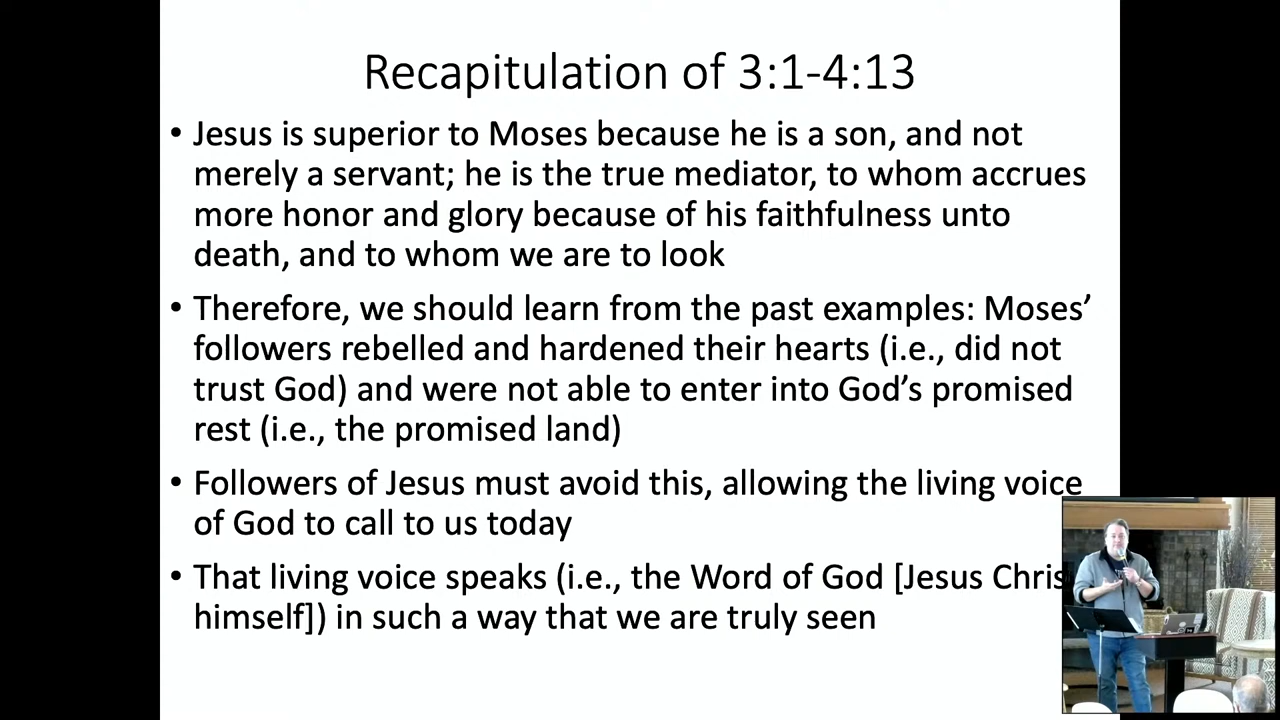 Recapitulation of 3:1-4:13
• Jesus is superior to Moses because he is a son, and not
merely a servant; he is the true mediator, to whom accrues
more honor and glory because of his faithfulness unto
death, and to whom we are to look
• Therefore, we should learn from the past examples: Moses’
followers rebelled and hardened their hearts (i.e., did not
trust God) and were not able to enter into God’s promised
rest (i.e., the promised land)
• Followers of Jesus must avoid this, allowing the living voice
of God to call to us today
• That living voice speaks (i.e., the Word of God [Jesus Chris
himself]) in such a way that we are truly seen